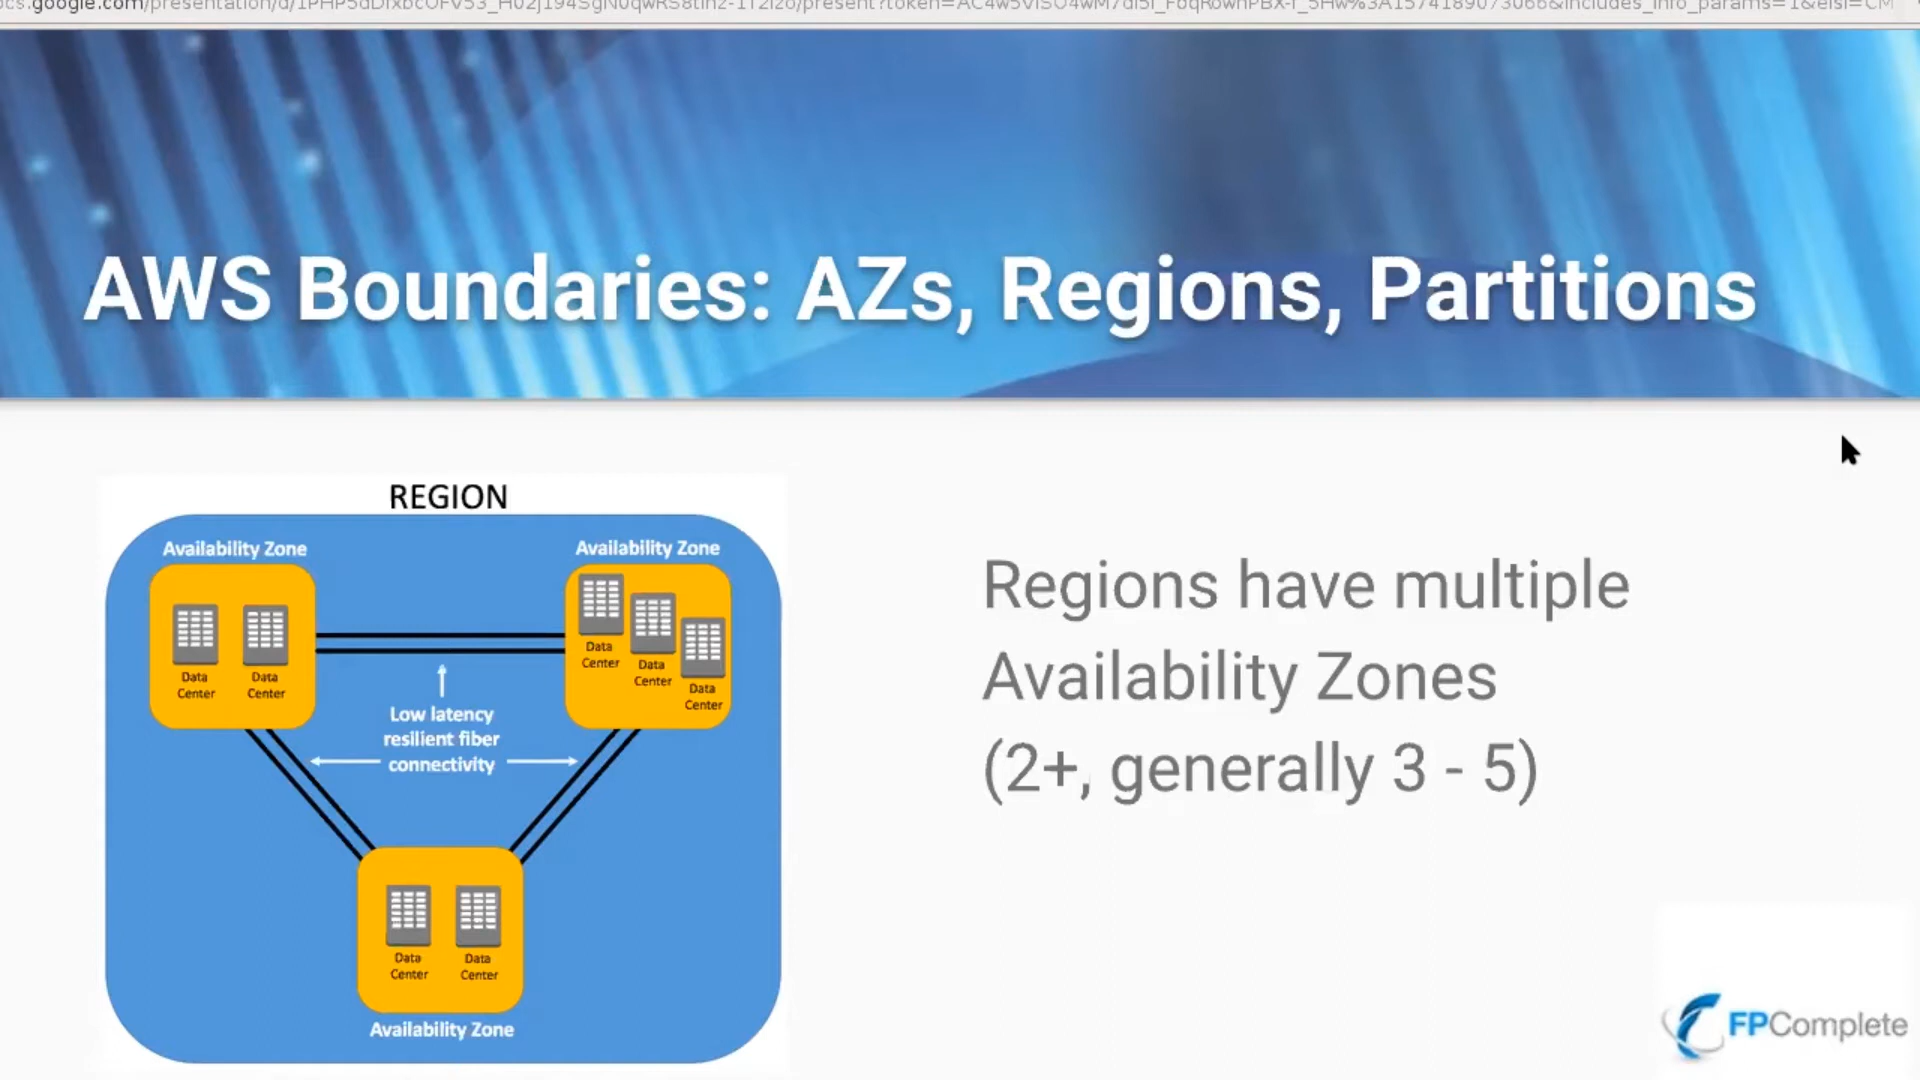 AWS Boundaries: AZs, Regions, Partitions
REGION
Availability Zone
Availability Zone
Data
Center
Data
Center
Data
Center
Data
Center
Data
Center
Low latency
resilient fiber
connectivity
Data
Center
Data
Center
Availability Zone
Regions have multiple
Availability Zones
(2+, generally 3 - 5)
FPComplete